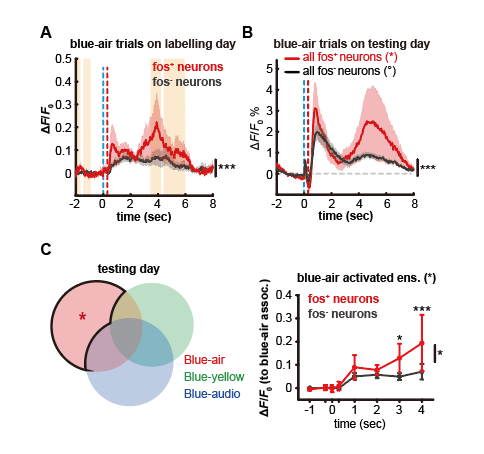 A
blue-air trials on labelling day
fos⁺ neurons
fos⁻ neurons
ΔF/F₀
0.5
0.4
0.3
0.2
0.1
0
***
-2 0 2 4 6 8
time (sec)
B
blue-air trials on testing day
all fos⁺ neurons (*)
all fos⁻ neurons (°)
ΔF/F₀ %
5
4
3
2
1
0
***
-2 0 2 4 6 8
time (sec)
C
testing day
*
Blue-air
Blue-yellow
Blue-audio
blue-air activated ens. (*)
fos⁺ neurons
fos⁻ neurons
ΔF/F₀ (to blue-air assoc.)
0.4
0.3
0.2
0.1
0
***
*
*
-1 0 1 2 3 4
time (sec)